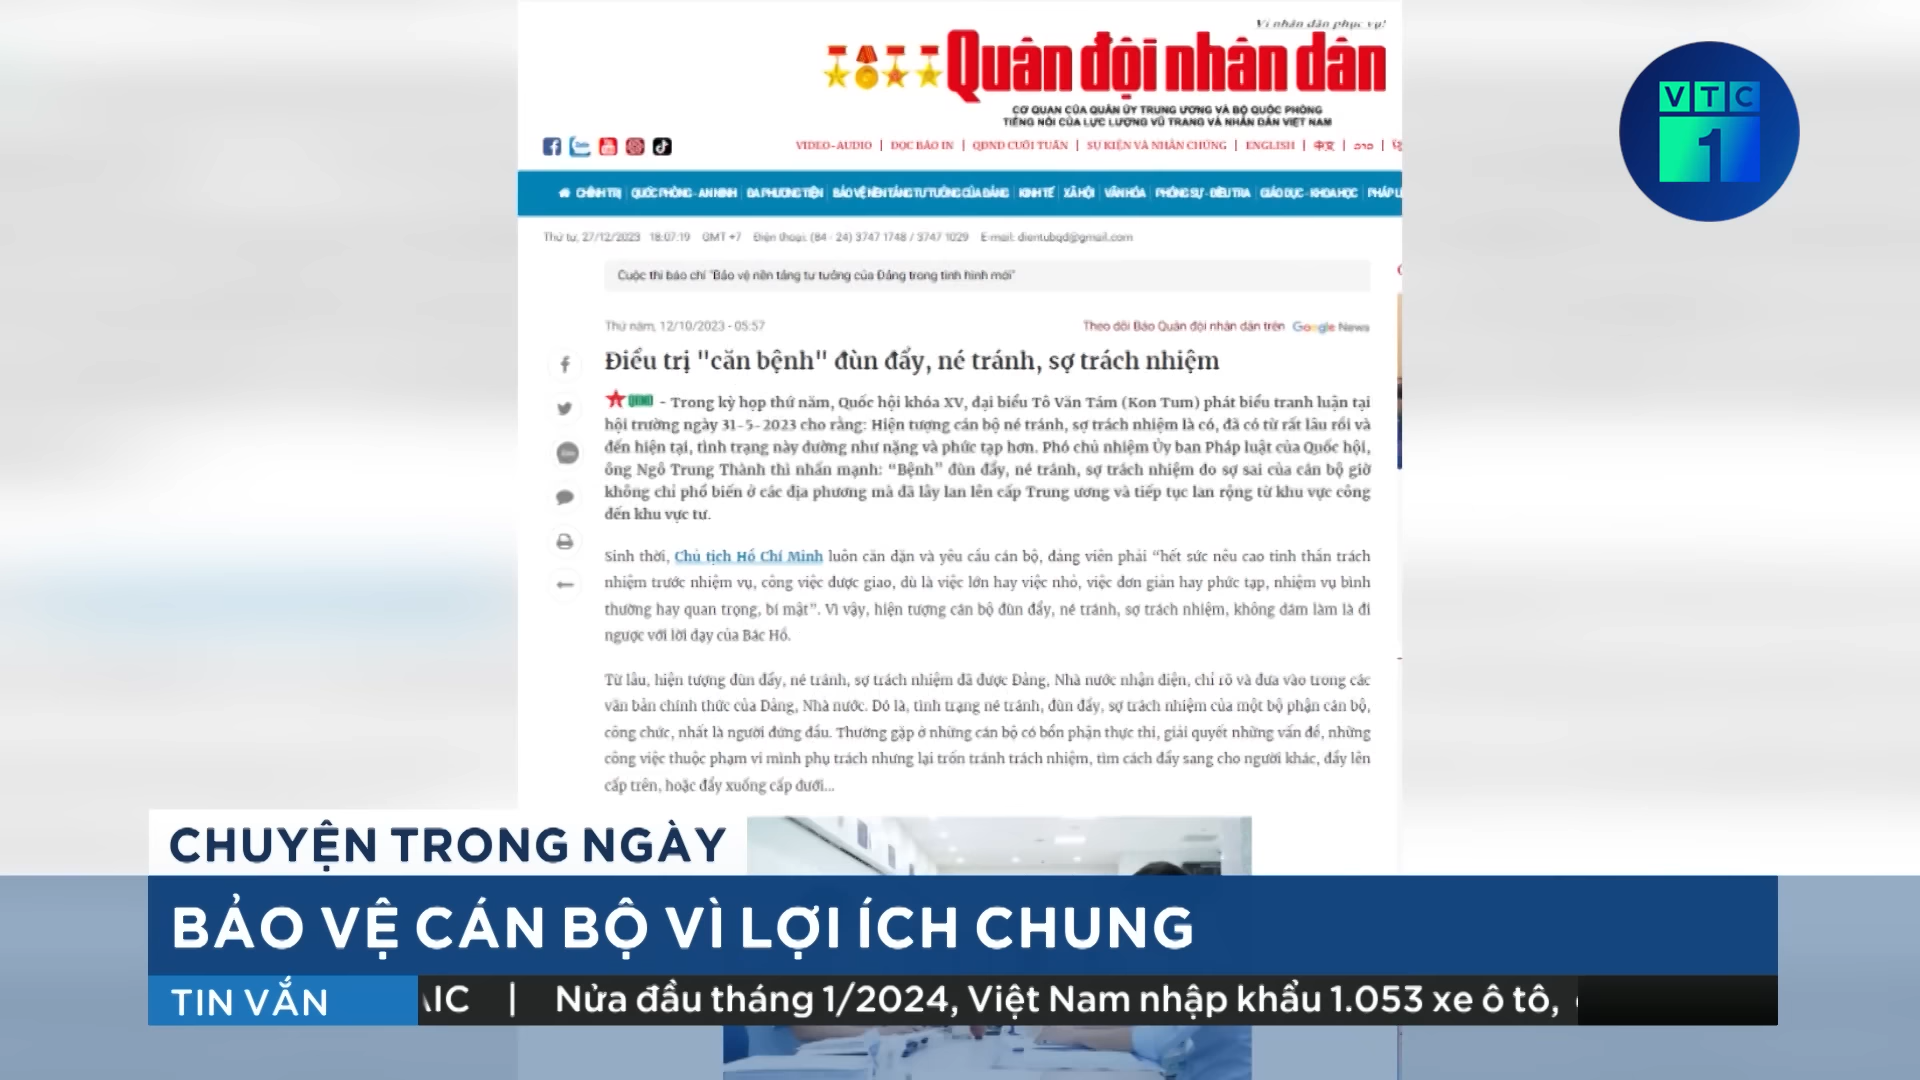 Vì nhân dân phục vụ!
Quân đội nhân dân
CƠ QUAN CỦA QUÂN ỦY TRUNG ƯƠNG VÀ BỘ QUỐC PHÒNG
TIẾNG NÓI CỦA LỰC LƯỢNG VŨ TRANG VÀ NHÂN DÂN VIỆT NAM
VTC
1
VIDEO-AUDIO | ĐỌC BÁO IN | QĐND CUỐI TUẦN | SỰ KIỆN VÀ NHÂN CHỨNG | ENGLISH | 中文 | ລາວ |
CHÍNH TRỊ | QUỐC PHÒNG - AN NINH | ĐA PHƯƠNG TIỆN | BẢO VỆ NỀN TẢNG TƯ TƯỞNG CỦA ĐẢNG | KINH TẾ | XÃ HỘI | VĂN HÓA | PHÓNG SỰ - ĐIỀU TRA | GIÁO DỤC - KHOA HỌC | PHÁP L
Thứ tư, 27/12/2023 18:07:19 GMT +7 Điện thoại: (84 - 24) 3747 1748 / 3747 1029 E-mail: dientubqd@gmail.com
Cuộc thi báo chí "Bảo vệ nền tảng tư tưởng của Đảng trong tình hình mới"
Thứ năm, 12/10/2023 - 05:57
Theo dõi Báo Quân đội nhân dân trên Google News
Điều trị "căn bệnh" đùn đẩy, né tránh, sợ trách nhiệm
QĐND - Trong kỳ họp thứ năm, Quốc hội khóa XV, đại biểu Tô Văn Tám (Kon Tum) phát biểu tranh luận tại
hội trường ngày 31-5-2023 cho rằng: Hiện tượng cán bộ né tránh, sợ trách nhiệm là có, đã có từ rất lâu rồi và
đến hiện tại, tình trạng này dường như nặng và phức tạp hơn. Phó chủ nhiệm Ủy ban Pháp luật của Quốc hội,
ông Ngô Trung Thành thì nhấn mạnh: “Bệnh” đùn đẩy, né tránh, sợ trách nhiệm do sợ sai của cán bộ giờ
không chỉ phổ biến ở các địa phương mà đã lây lan lên cấp Trung ương và tiếp tục lan rộng từ khu vực công
đến khu vực tư.
Sinh thời, Chủ tịch Hồ Chí Minh luôn căn dặn và yêu cầu cán bộ, đảng viên phải “hết sức nêu cao tinh thần trách
nhiệm trước nhiệm vụ, công việc được giao, dù là việc lớn hay việc nhỏ, việc đơn giản hay phức tạp, nhiệm vụ bình
thường hay quan trọng, bí mật”. Vì vậy, hiện tượng cán bộ đùn đẩy, né tránh, sợ trách nhiệm, không dám làm là đi
ngược với lời dạy của Bác Hồ.
Từ lâu, hiện tượng đùn đẩy, né tránh, sợ trách nhiệm đã được Đảng, Nhà nước nhận diện, chỉ rõ và đưa vào trong các
văn bản chính thức của Đảng, Nhà nước. Đó là, tình trạng né tránh, đùn đẩy, sợ trách nhiệm của một bộ phận cán bộ,
công chức, nhất là người đứng đầu. Thường gặp ở những cán bộ có bổn phận thực thi, giải quyết những vấn đề, những
công việc thuộc phạm vi mình phụ trách nhưng lại trốn tránh trách nhiệm, tìm cách đẩy sang cho người khác, đẩy lên
cấp trên, hoặc đẩy xuống cấp dưới...
CHUYỆN TRONG NGÀY
BẢO VỆ CÁN BỘ VÌ LỢI ÍCH CHUNG
TIN VẮN
AIC | Nửa đầu tháng 1/2024, Việt Nam nhập khẩu 1.053 xe ô tô,